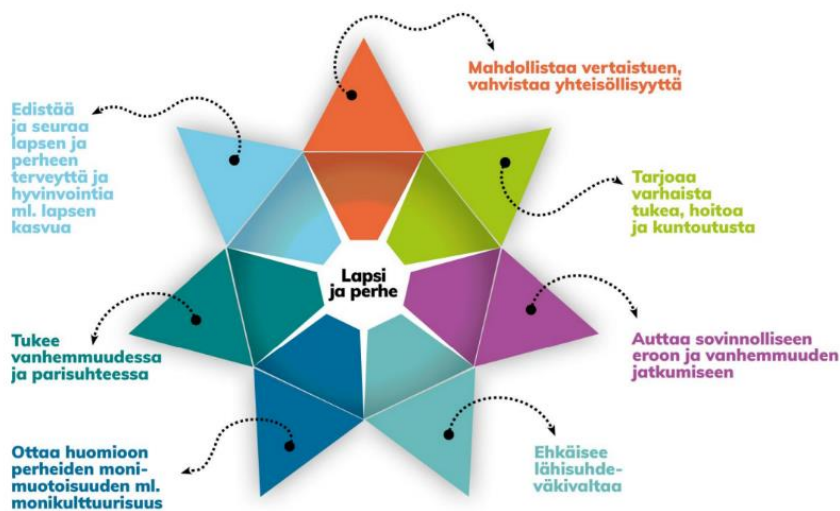 Mahdollistaa vertaistuen,
vahvistaa yhteisöllisyyttä
Edistää
ja seuraa
lapsen ja
perheen
terveyttä ja
hyvinvointia
ml. lapsen
kasvua
Tarjoaa
varhaista
tukea, hoitoa
ja kuntoutusta
Lapsi
ja perhe
Tukee
vanhemmuudessa
ja parisuhteessa
Auttaa sovinnolliseen
eroon ja vanhemmuuden
jatkumiseen
Ottaa huomioon
perheiden moni-
muotoisuuden ml.
monikulttuurisuus
Ehkäisee
lähisuhde-
väkivaltaa